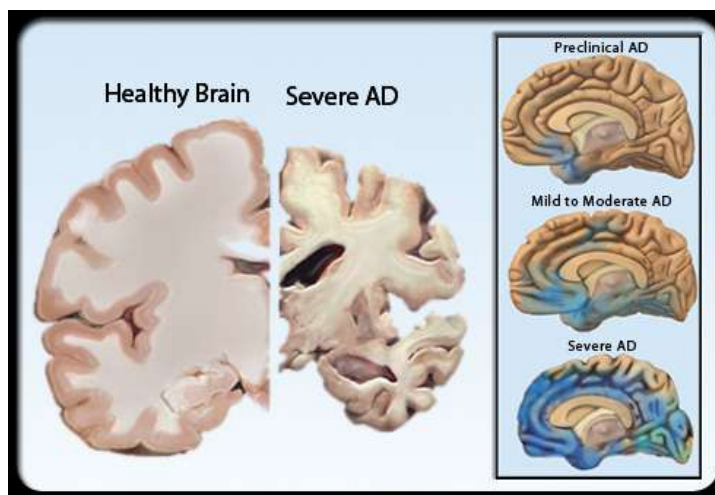 Healthy Brain
Severe AD
Preclinical AD
Mild to Moderate AD
Severe AD